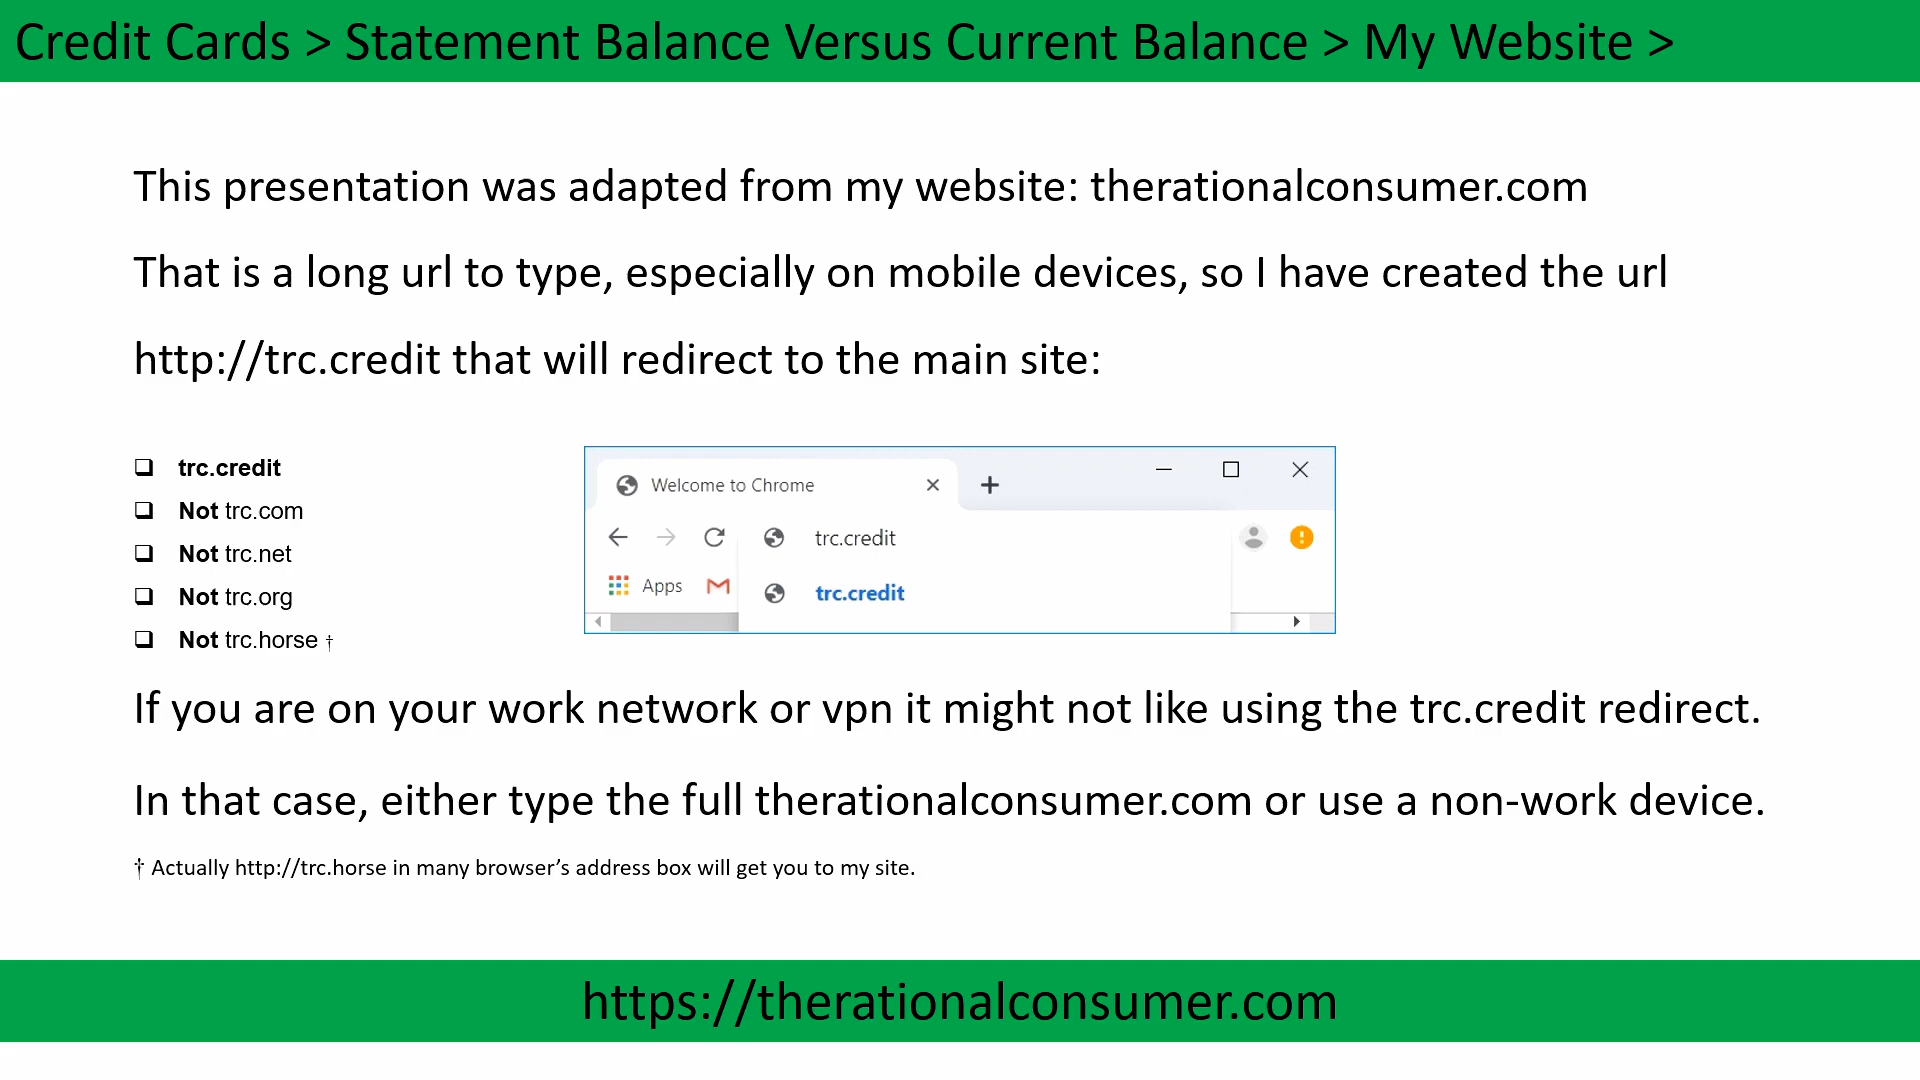 Credit Cards > Statement Balance Versus Current Balance > My Website >
This presentation was adapted from my website: therationalconsumer.com
That is a long url to type, especially on mobile devices, so I have created the url
http://trc.credit that will redirect to the main site:
❑ trc.credit
❑ Not trc.com
❑ Not trc.net
❑ Not trc.org
❑ Not trc.horse †
Welcome to Chrome
trc.credit
Apps
trc.credit
If you are on your work network or vpn it might not like using the trc.credit redirect.
In that case, either type the full therationalconsumer.com or use a non-work device.
† Actually http://trc.horse in many browser’s address box will get you to my site.
https://therationalconsumer.com